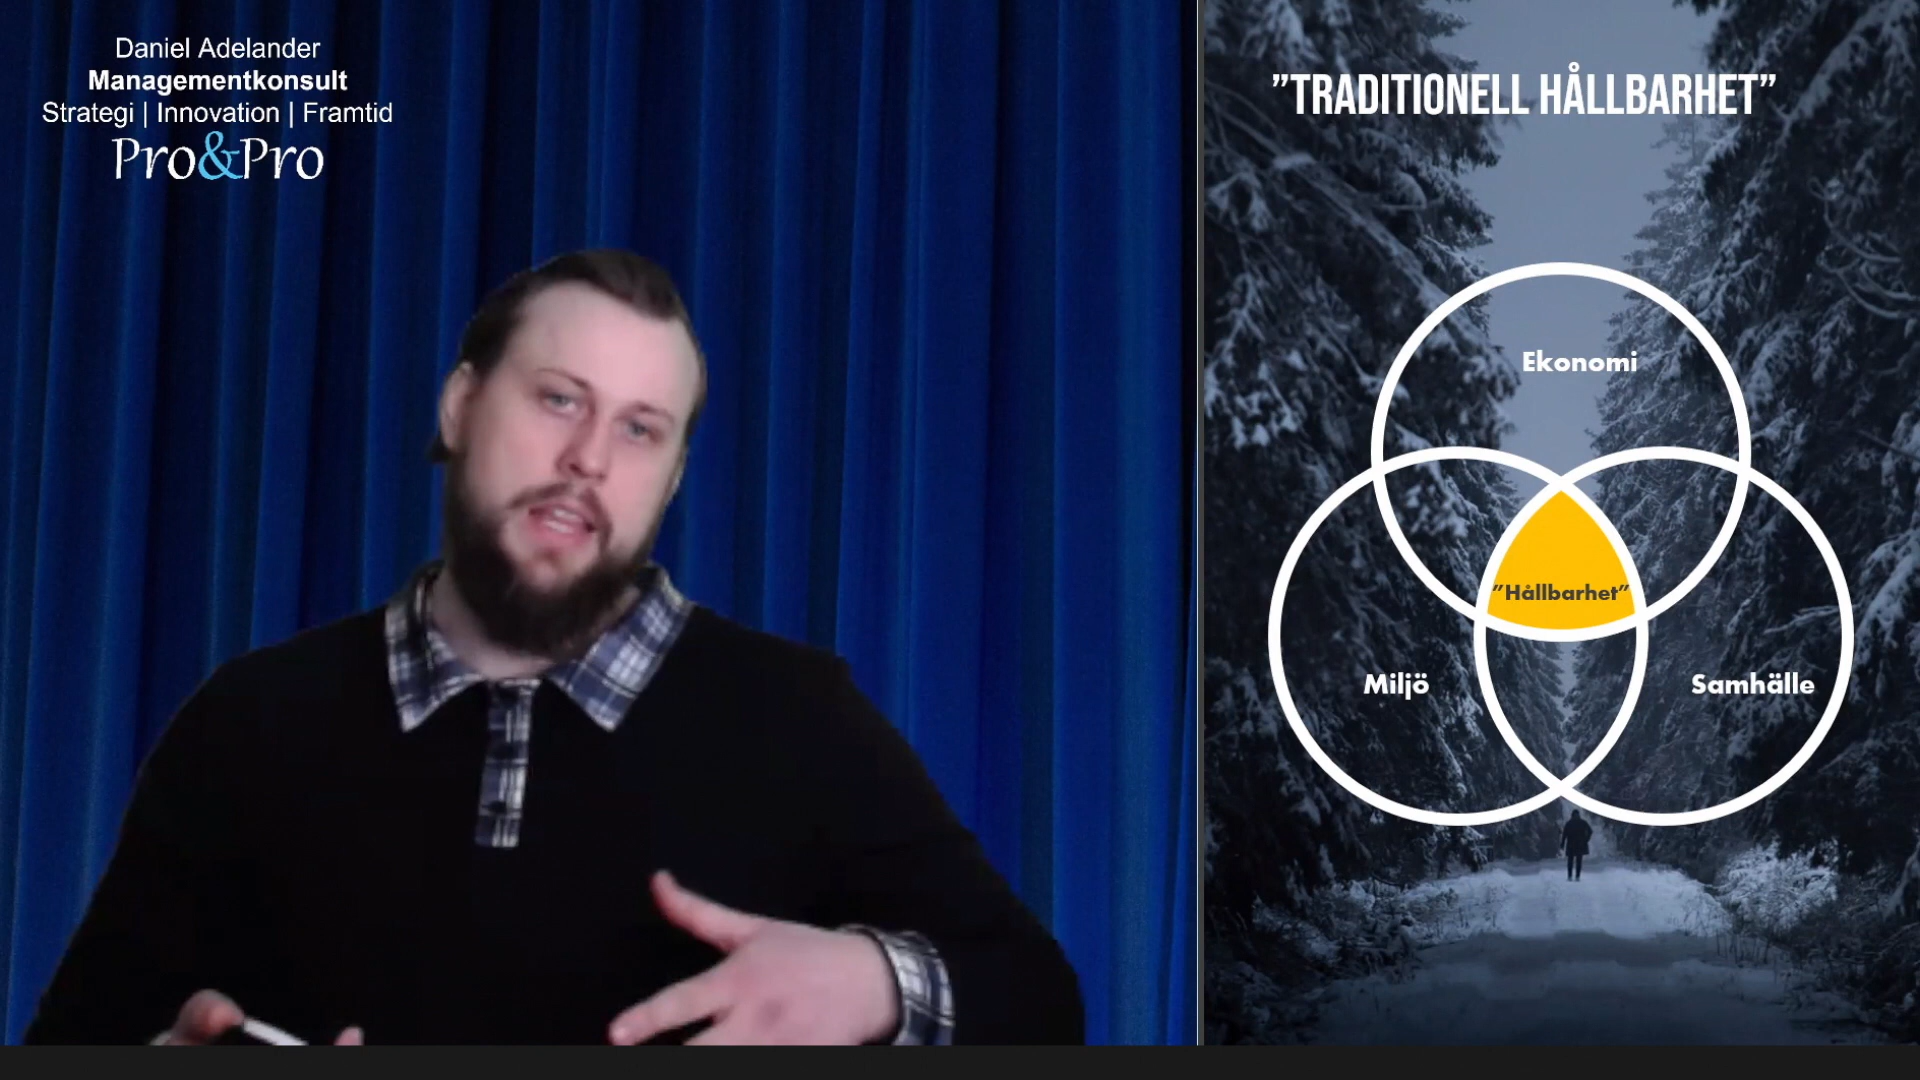 Daniel Adelander
Managementkonsult
Strategi | Innovation | Framtid
Pro&Pro
”TRADITIONELL HÅLLBARHET”
Ekonomi
”Hållbarhet”
Miljö
Samhälle